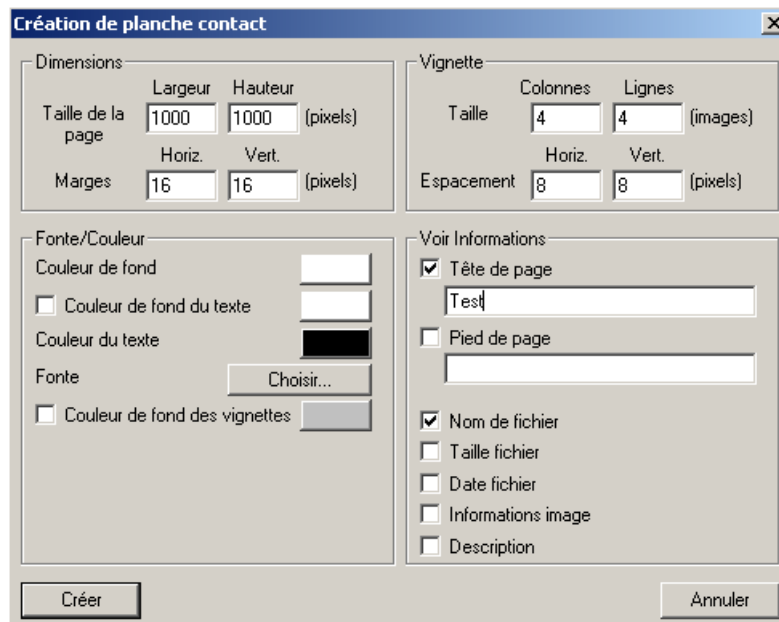 Création de planche contact
Dimensions
Largeur Hauteur
Taille de la page 1000 1000 (pixels)
Horiz. Vert.
Marges 16 16 (pixels)
Vignette
Colonnes Lignes
Taille 4 4 (images)
Horiz. Vert.
Espacement 8 8 (pixels)
Fonte/Couleur
Couleur de fond
Couleur de fond du texte
Couleur du texte
Fonte Choisir...
Couleur de fond des vignettes
Voir Informations
Tête de page
Test
Pied de page
Nom de fichier
Taille fichier
Date fichier
Informations image
Description
Créer Annuler